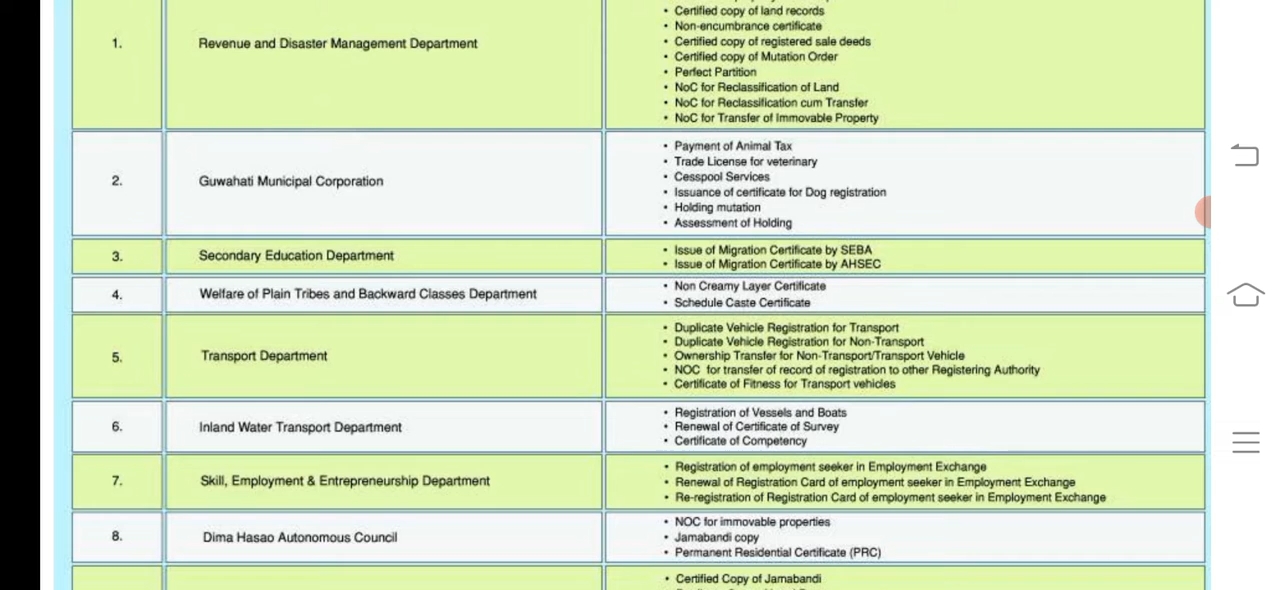 1.
Revenue and Disaster Management Department
• Certified copy of land records
• Non-encumbrance certificate
• Certified copy of registered sale deeds
• Certified copy of Mutation Order
• Perfect Partition
• NoC for Reclassification of Land
• NoC for Reclassification cum Transfer
• NoC for Transfer of Immovable Property
2.
Guwahati Municipal Corporation
• Payment of Animal Tax
• Trade License for veterinary
• Cesspool Services
• Issuance of certificate for Dog registration
• Holding mutation
• Assessment of Holding
3.
Secondary Education Department
• Issue of Migration Certificate by SEBA
• Issue of Migration Certificate by AHSEC
4.
Welfare of Plain Tribes and Backward Classes Department
• Non Creamy Layer Certificate
• Schedule Caste Certificate
5.
Transport Department
• Duplicate Vehicle Registration for Transport
• Duplicate Vehicle Registration for Non-Transport
• Ownership Transfer for Non-Transport/Transport Vehicle
• NOC for transfer of record of registration to other Registering Authority
• Certificate of Fitness for Transport vehicles
6.
Inland Water Transport Department
• Registration of Vessels and Boats
• Renewal of Certificate of Survey
• Certificate of Competency
7.
Skill, Employment & Entrepreneurship Department
• Registration of employment seeker in Employment Exchange
• Renewal of Registration Card of employment seeker in Employment Exchange
• Re-registration of Registration Card of employment seeker in Employment Exchange
8.
Dima Hasao Autonomous Council
• NOC for immovable properties
• Jamabandi copy
• Permanent Residential Certificate (PRC)
• Certified Copy of Jamabandi